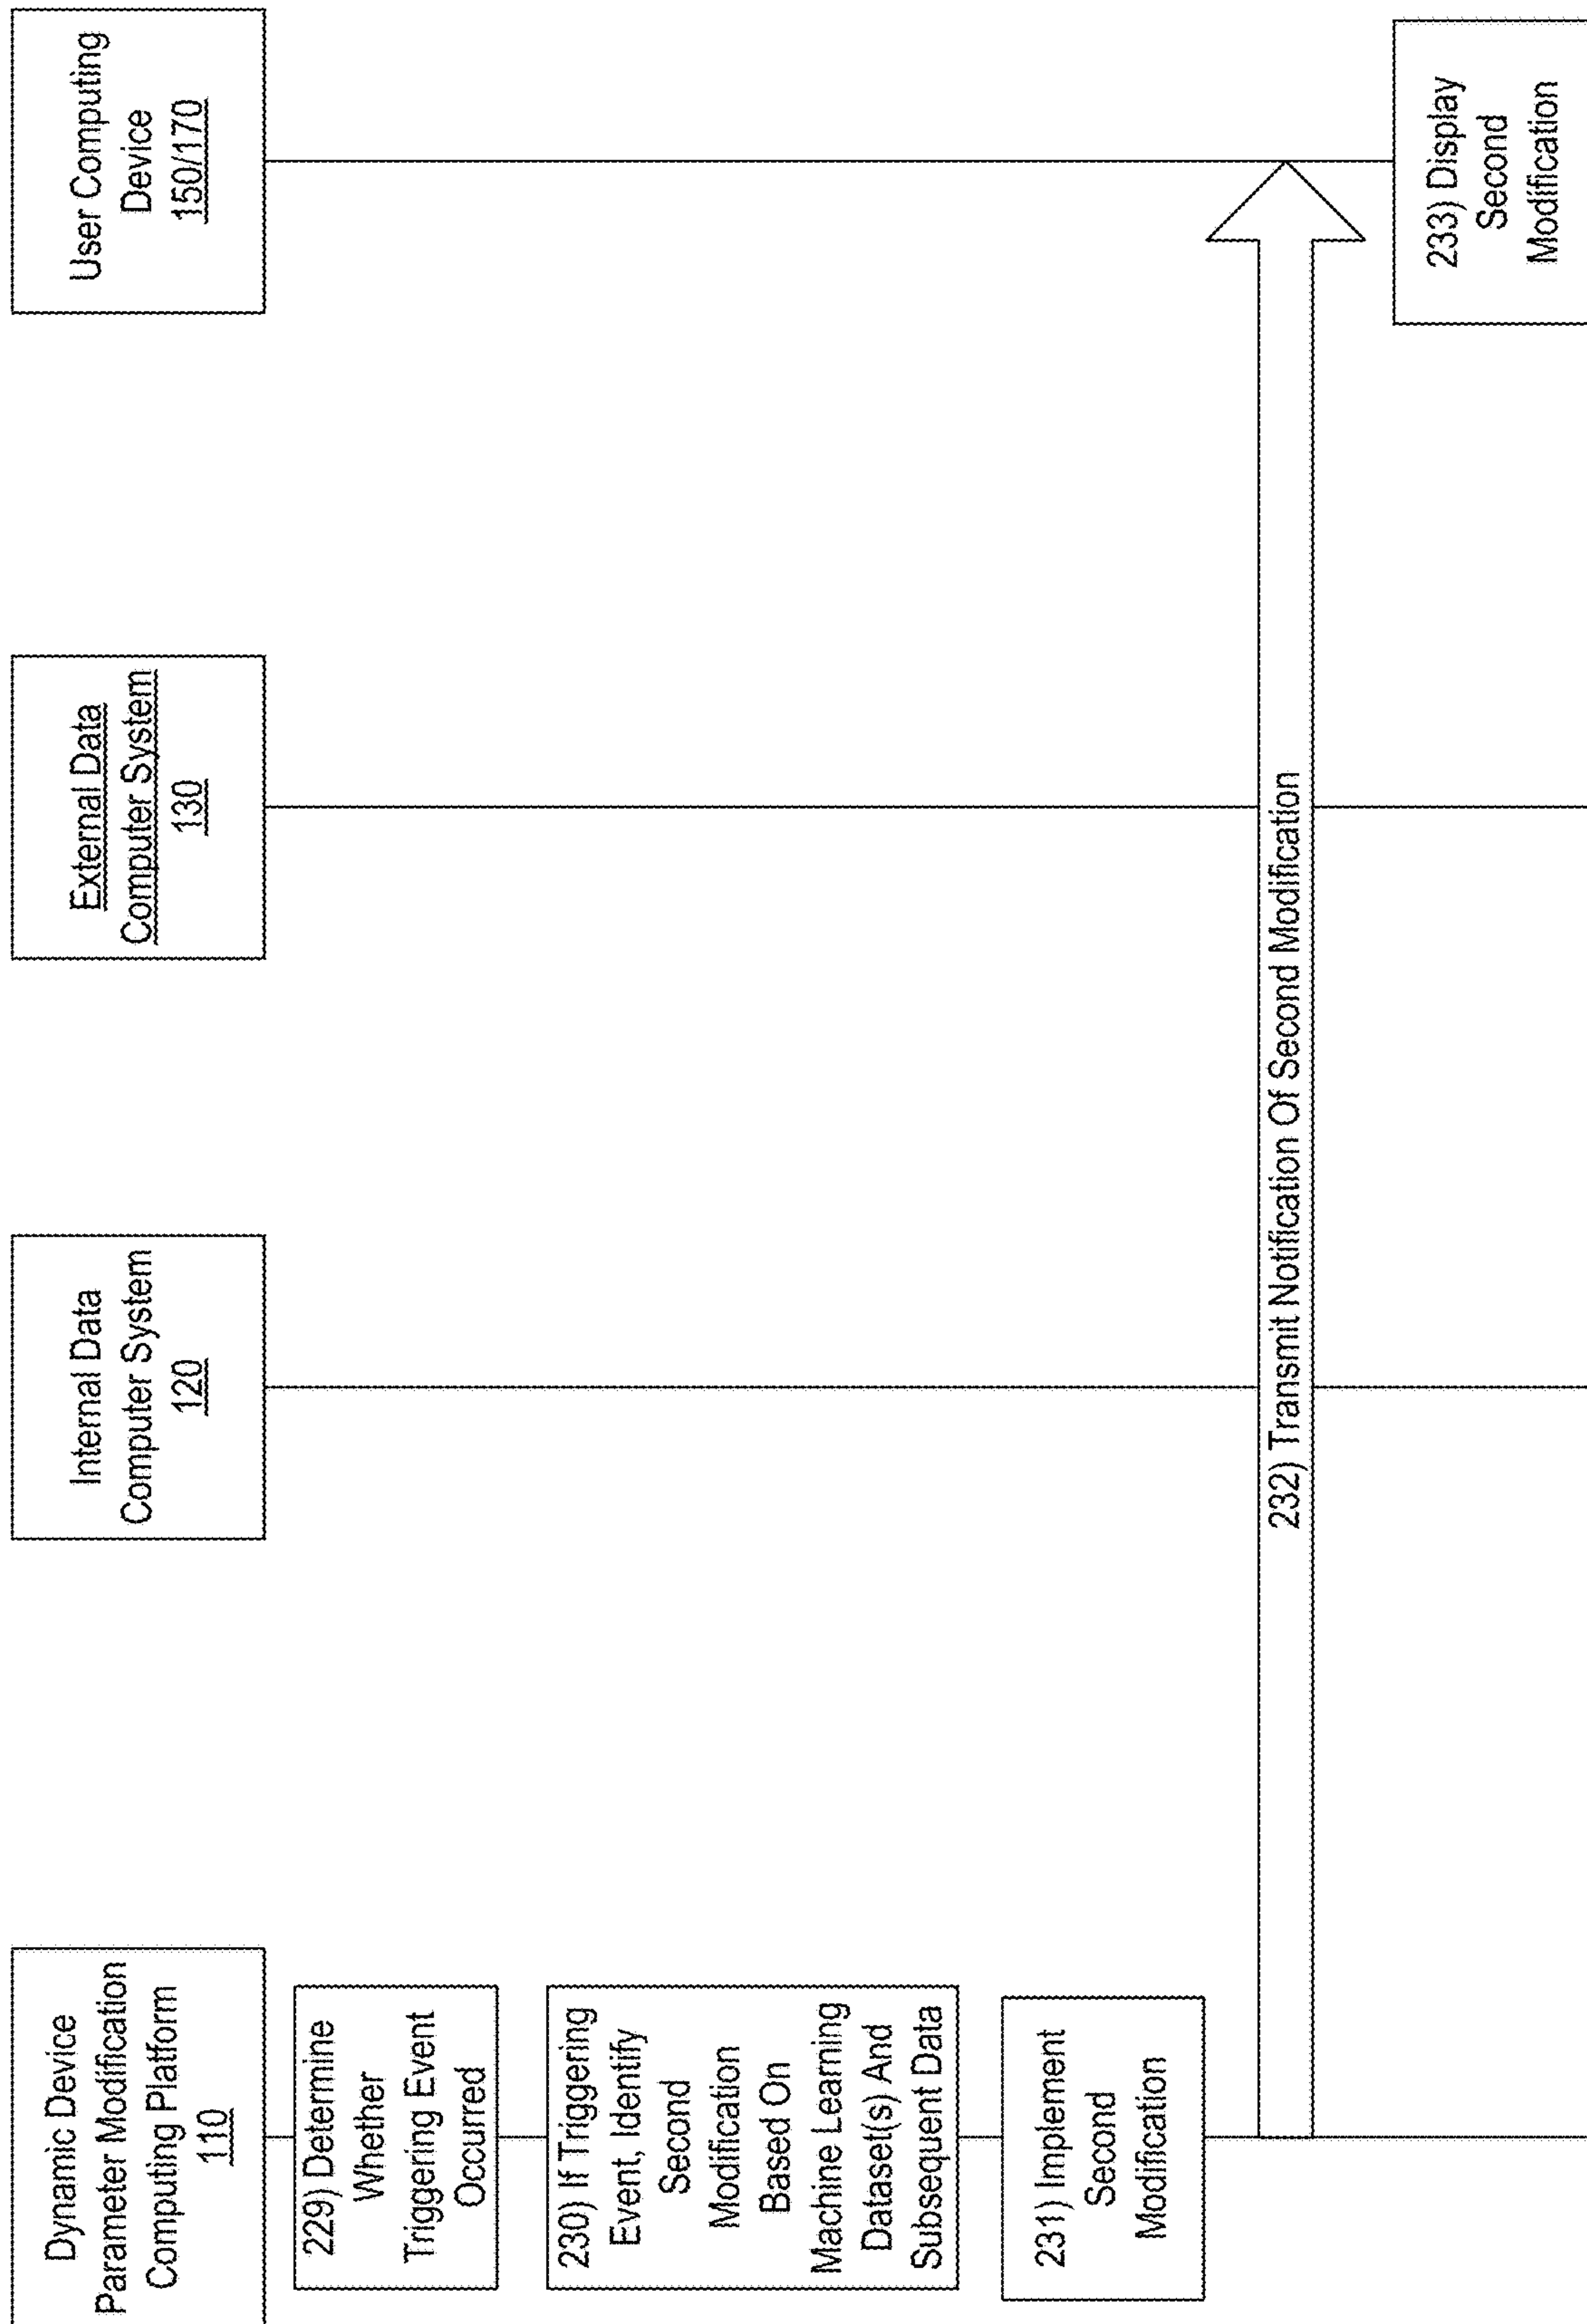 Dynamic Device
Parameter Modification
Computing Platform
110
Internal Data
Computer System
120
External Data
Computer System
130
User Computing
Device
150/170
229) Determine
Whether
Triggering Event
Occurred
230) If Triggering
Event, Identify
Second
Modification
Based On
Machine Learning
Dataset(s) And
Subsequent Data
231) Implement
Second
Modification
232) Transmit Notification Of Second Modification
233) Display
Second
Modification